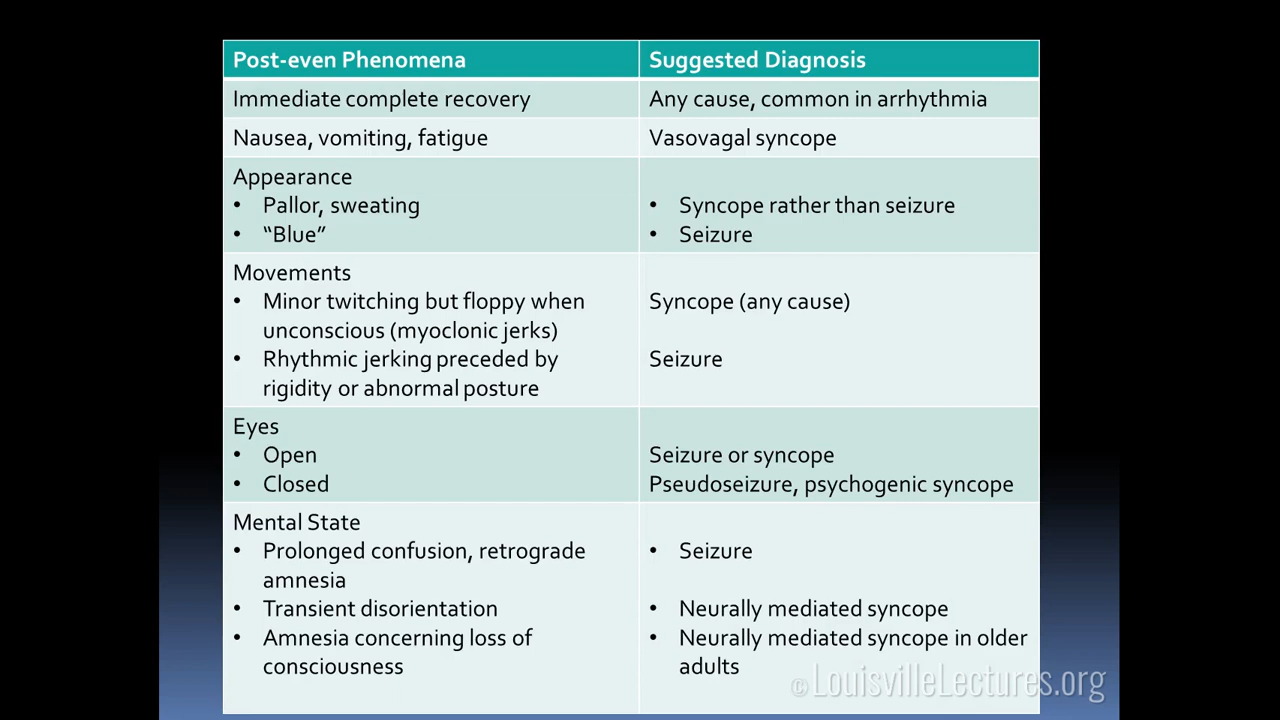 Post-even Phenomena
Suggested Diagnosis
Immediate complete recovery
Any cause, common in arrhythmia
Nausea, vomiting, fatigue
Vasovagal syncope
Appearance
• Pallor, sweating
• Syncope rather than seizure
• “Blue”
• Seizure
Movements
• Minor twitching but floppy when
unconscious (myoclonic jerks)
Syncope (any cause)
• Rhythmic jerking preceded by
rigidity or abnormal posture
Seizure
Eyes
• Open
Seizure or syncope
• Closed
Pseudoseizure, psychogenic syncope
Mental State
• Prolonged confusion, retrograde
amnesia
• Seizure
• Transient disorientation
• Neurally mediated syncope
• Amnesia concerning loss of
consciousness
• Neurally mediated syncope in older
adults
©LouisvilleLectures.org